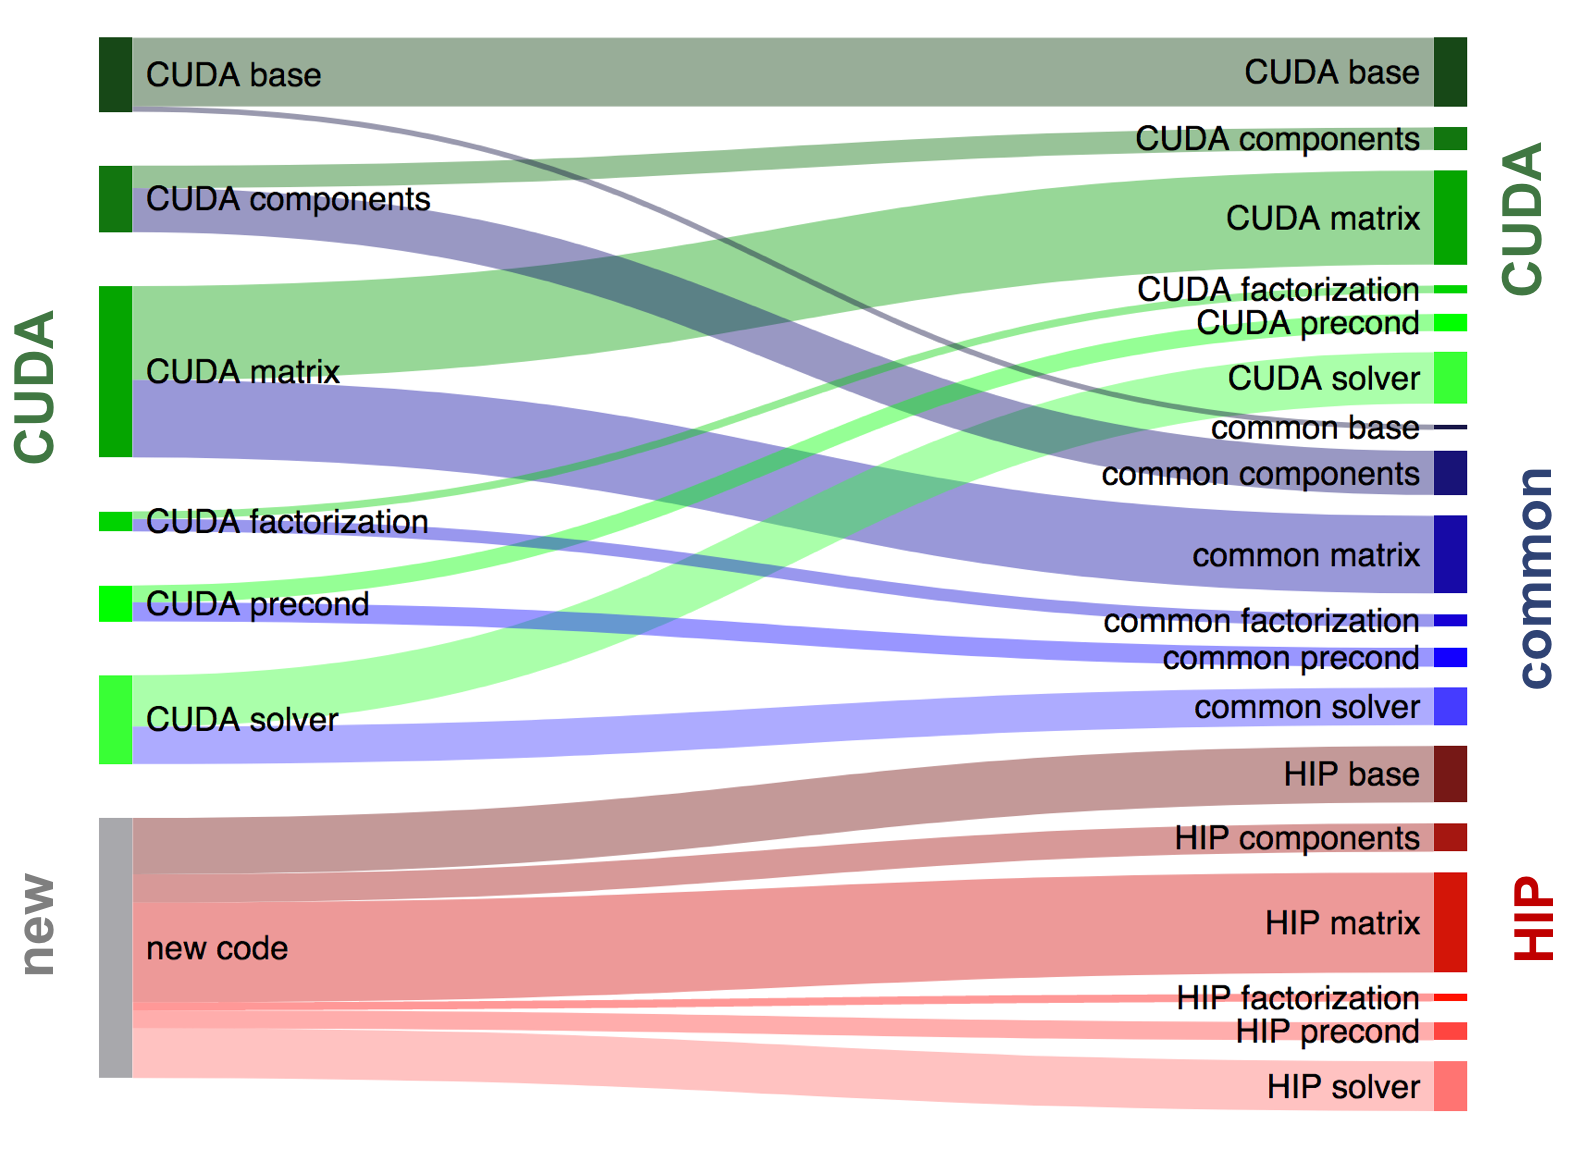 CUDA
new
CUDA base
CUDA components
CUDA matrix
CUDA factorization
CUDA precond
CUDA solver
new code
CUDA base
CUDA components
CUDA matrix
CUDA factorization
CUDA precond
CUDA solver
common base
common components
common matrix
common factorization
common precond
common solver
HIP base
HIP components
HIP matrix
HIP factorization
HIP precond
HIP solver
CUDA
common
HIP